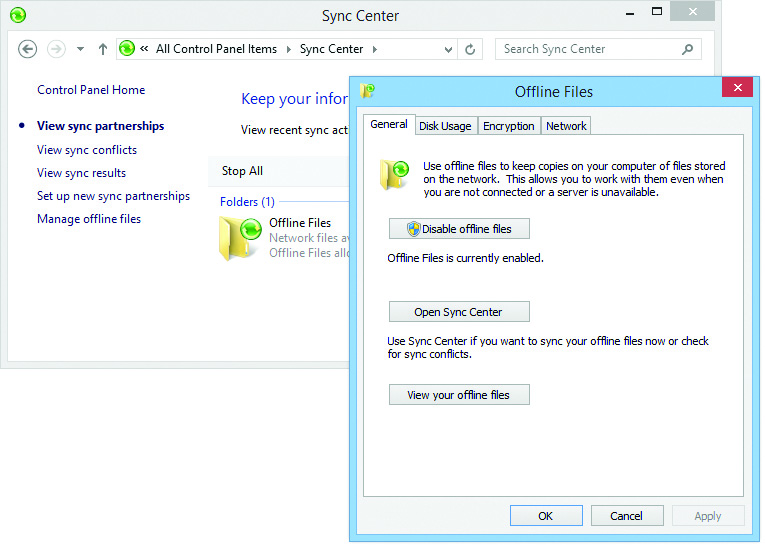 Sync Center
« All Control Panel Items Sync Center
Search Sync Center
Control Panel Home
View sync partnerships
View sync conflicts
View sync results
Set up new sync partnerships
Manage offline files
Keep your infor
View recent sync act
Stop All
Folders (1)
Offline Files
Network files av
Offline Files allo
Offline Files
General Disk Usage Encryption Network
Use offline files to keep copies on your computer of files stored
on the network. This allows you to work with them even when
you are not connected or a server is unavailable.
Disable offline files
Offline Files is currently enabled.
Open Sync Center
Use Sync Center if you want to sync your offline files now or check
for sync conflicts.
View your offline files
OK Cancel Apply